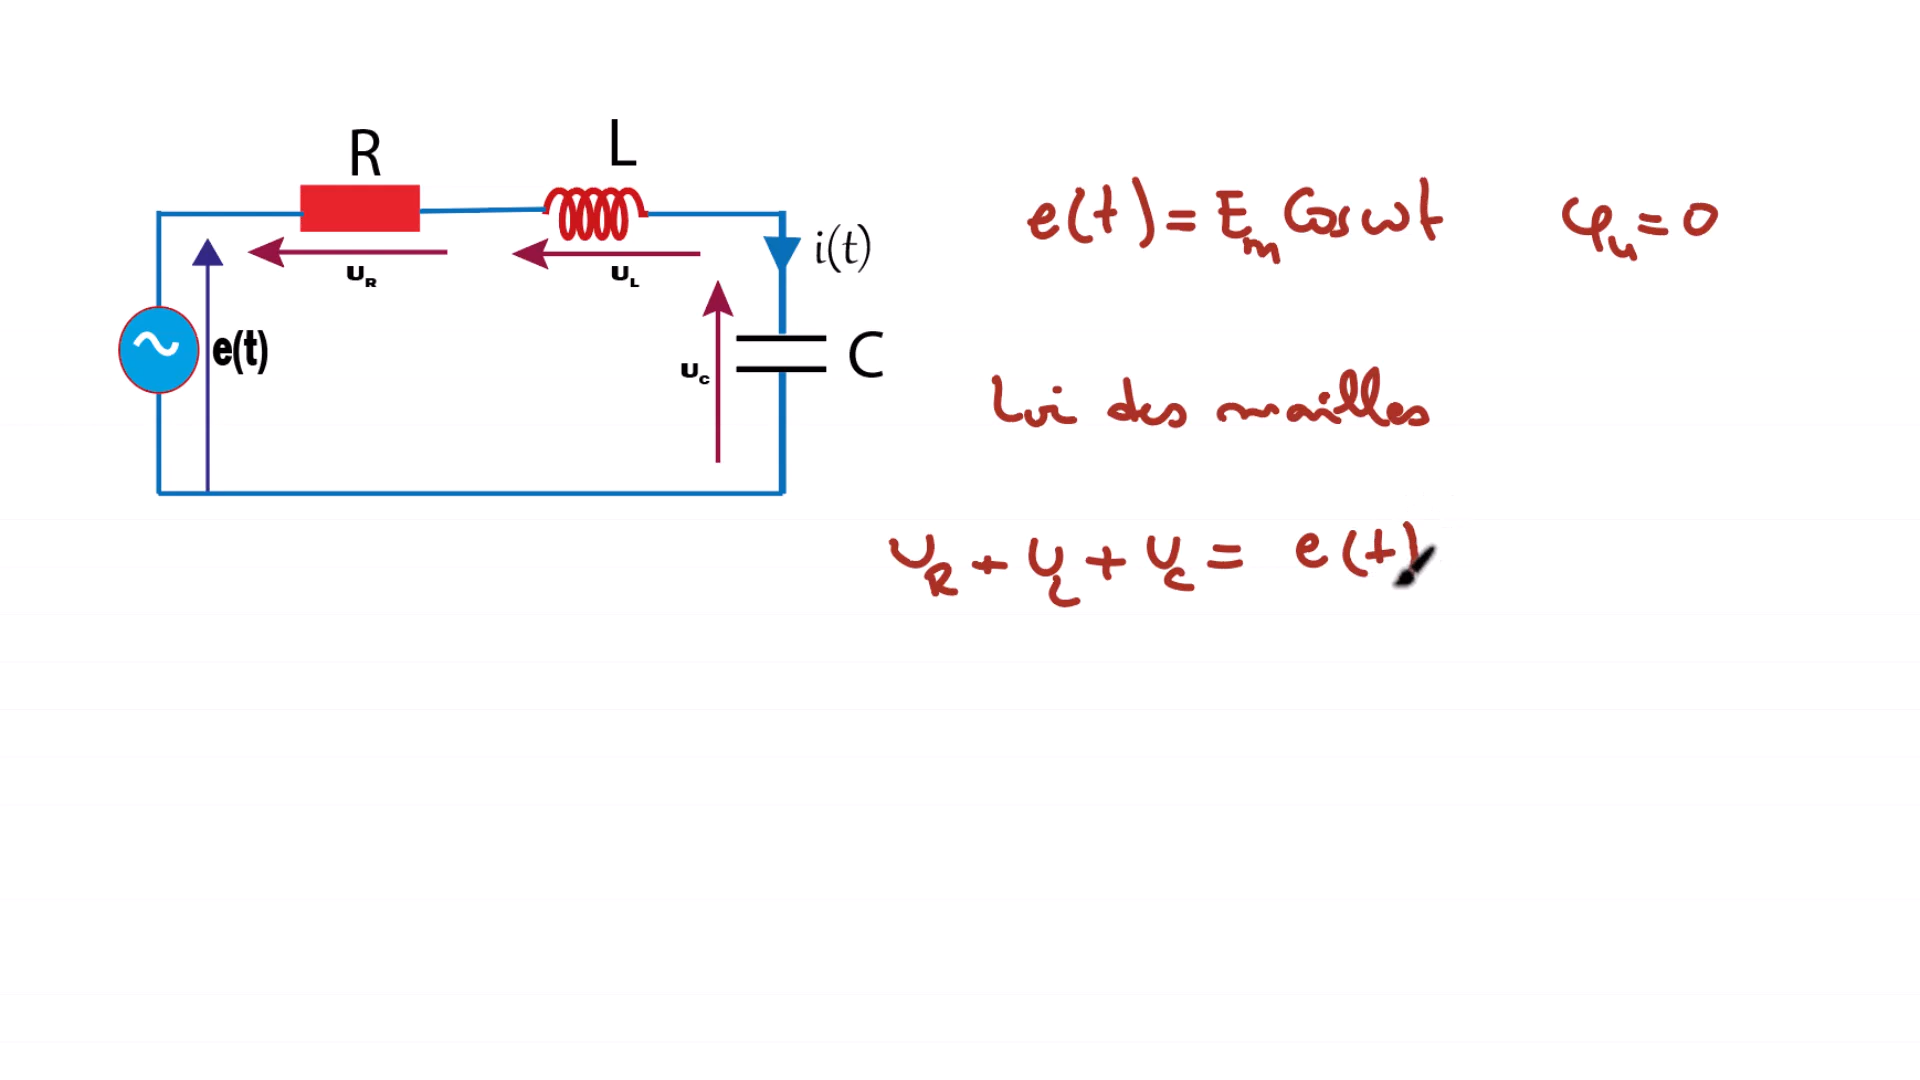 R
L
e(t) = E_m Cos ωt    φ_u = 0
i(t)
U_R
U_L
e(t)
U_c
C
Loi des mailles
U_R + U_L + U_C = e(t)